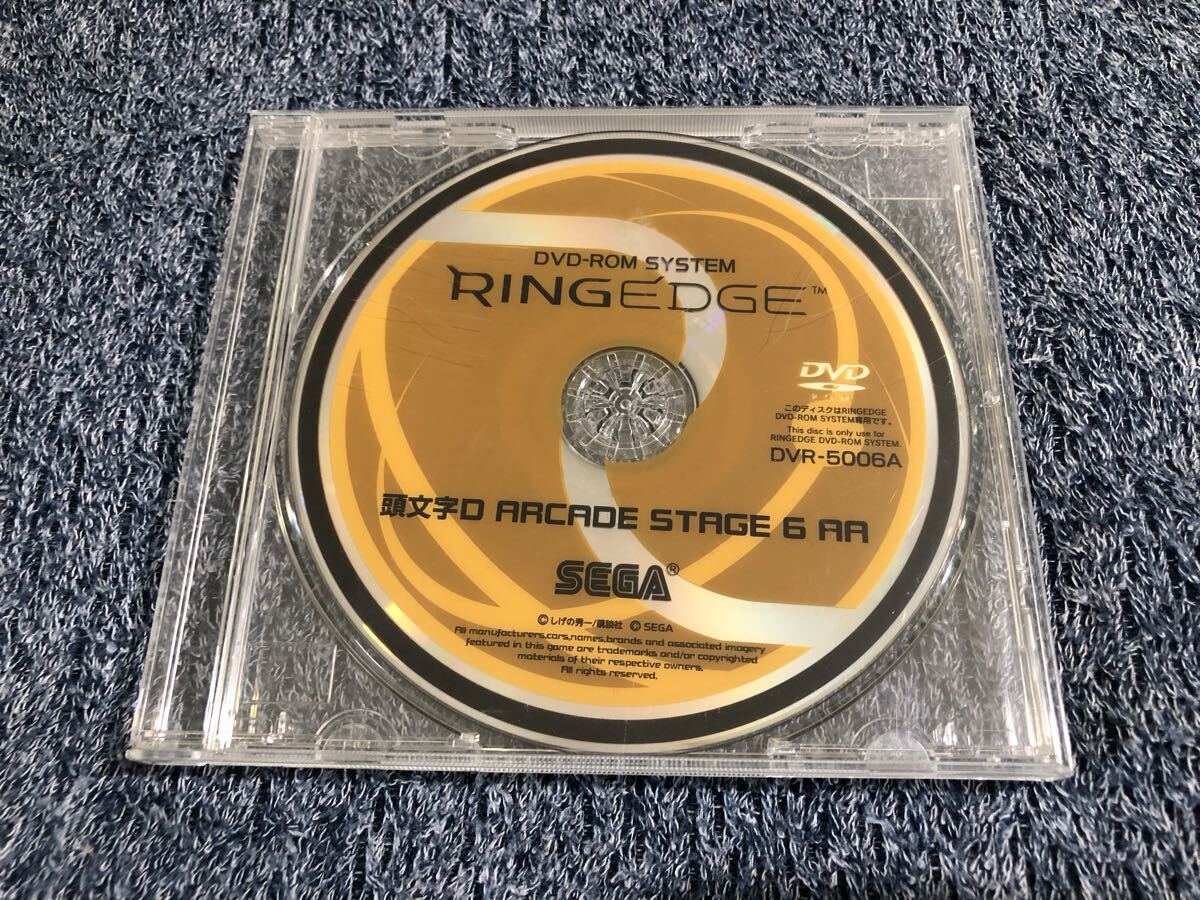 DVD-ROM SYSTEM
RINGEDGE™
DVD
このディスクはRINGEDGE
DVD-ROM SYSTEM専用です。
This disc is only use for
RINGEDGE DVD-ROM SYSTEM.
DVR-5006A
頭文字D ARCADE STAGE 6 AA
SEGA®
©しげの秀一/講談社 ©SEGA
All manufacturers,cars,names,brands and associated imagery
featured in this game are trademarks and/or copyrighted
materials of their respective owners.
All rights reserved.